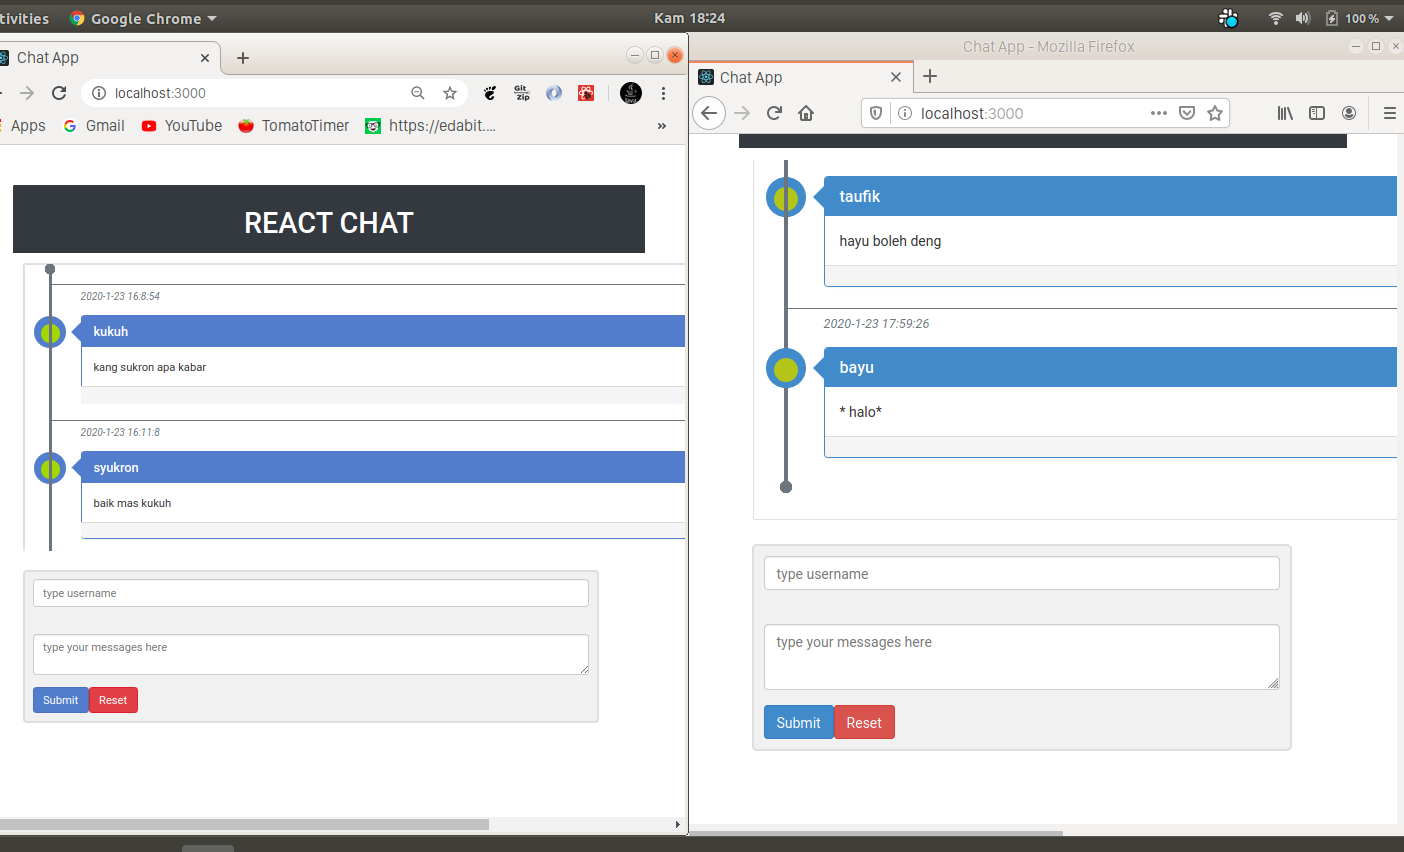 tivities
Google Chrome
Kam 18:24
100 %
Chat App
localhost:3000
Apps
Gmail
YouTube
TomatoTimer
https://edabit....
»
REACT CHAT
2020-1-23 16:8:54
kukuh
kang sukron apa kabar
2020-1-23 16:11:8
syukron
baik mas kukuh
type username
type your messages here
Submit
Reset
Chat App - Mozilla Firefox
Chat App
localhost:3000
taufik
hayu boleh deng
2020-1-23 17:59:26
bayu
* halo*
type username
type your messages here
Submit
Reset